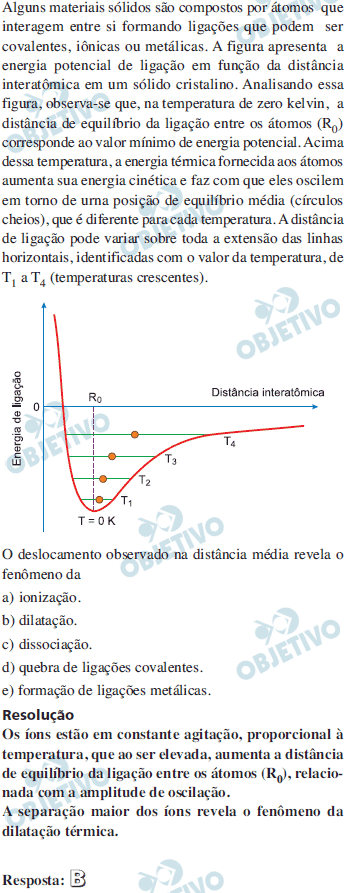 Alguns materiais sólidos são compostos por átomos que
interagem entre si formando ligações que podem ser
covalentes, iônicas ou metálicas. A figura apresenta a
energia potencial de ligação em função da distância
interatômica em um sólido cristalino. Analisando essa
figura, observa-se que, na temperatura de zero kelvin, a
distância de equilíbrio da ligação entre os átomos (R0)
corresponde ao valor mínimo de energia potencial. Acima
dessa temperatura, a energia térmica fornecida aos átomos
aumenta sua energia cinética e faz com que eles oscilem
em torno de urna posição de equilíbrio média (círculos
cheios), que é diferente para cada temperatura. A distância
de ligação pode variar sobre toda a extensão das linhas
horizontais, identificadas com o valor da temperatura, de
T1 a T4 (temperaturas crescentes).
Energia de ligação
0
R0
Distância interatômica
T4
T3
T2
T1
T = 0 K
O deslocamento observado na distância média revela o
fenômeno da
a) ionização.
b) dilatação.
c) dissociação.
d) quebra de ligações covalentes.
e) formação de ligações metálicas.
Resolução
Os íons estão em constante agitação, proporcional à
temperatura, que ao ser elevada, aumenta a distância
de equilíbrio da ligação entre os átomos (R0), relacio-
nada com a amplitude de oscilação.
A separação maior dos íons revela o fenômeno da
dilatação térmica.
Resposta: B
OBJETIVO
OBJETIVO
OBJETIVO
OBJETIVO
OBJETIVO
OBJETIVO
OBJETIVO
OBJETIVO